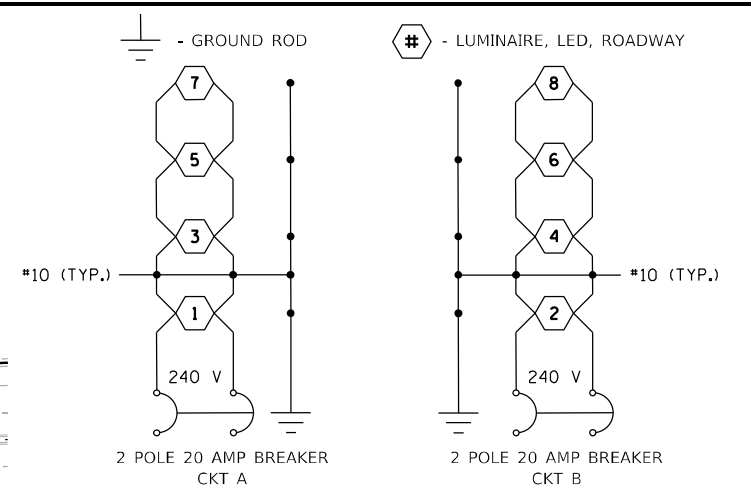 - GROUND ROD
# - LUMINAIRE, LED, ROADWAY
7
8
5
6
3
4
#10 (TYP.)
#10 (TYP.)
1
2
240 V
240 V
2 POLE 20 AMP BREAKER
CKT A
2 POLE 20 AMP BREAKER
CKT B